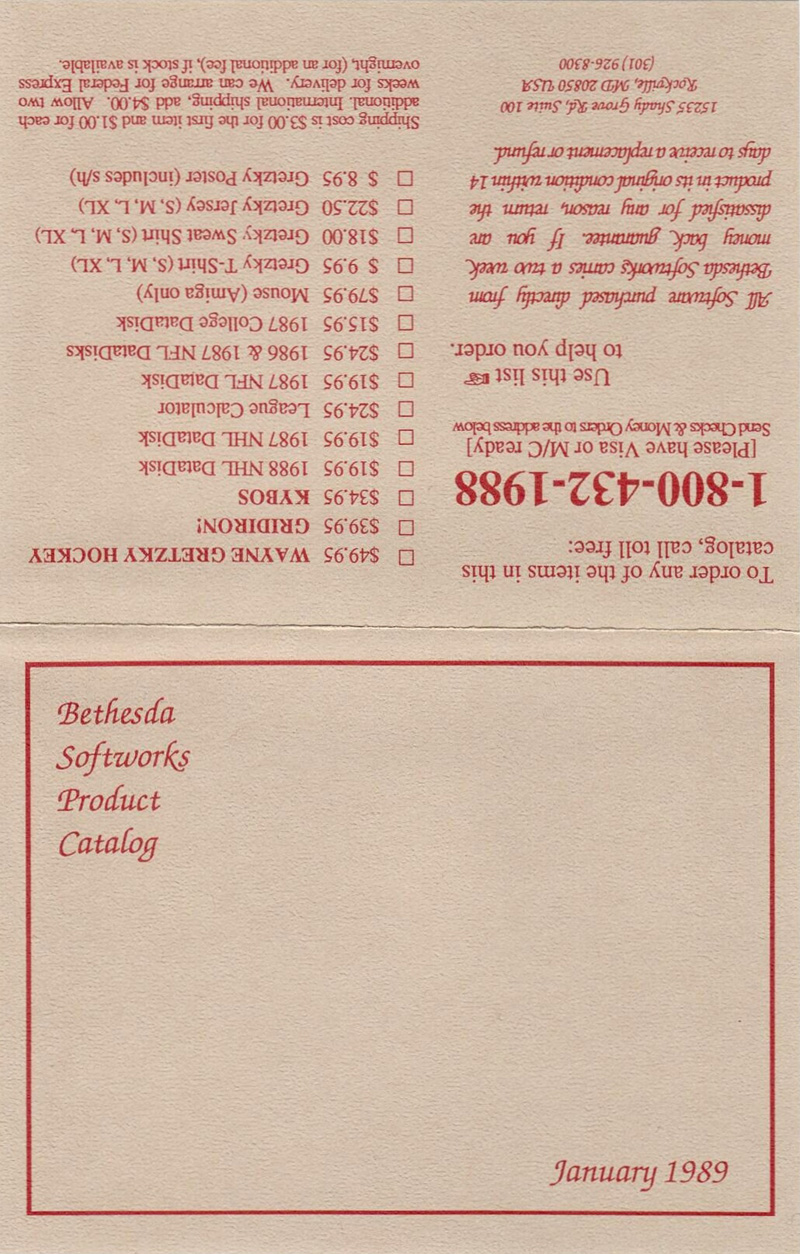 To order any of the items in this
catalog, call toll free:
1-800-432-1988
[Please have Visa or M/C ready]
Send Checks & Money Orders to the address below
Use this list ☞
to help you order.
All Software purchased directly from
Bethesda Softworks carries a two week,
money back guarantee. If you are
dissatisfied for any reason, return the
product in its original condition within 14
days to receive a replacement or refund.
15235 Shady Grove Rd, Suite 100
Rockville, MD 20850 USA
(301) 926-8300
☐ $49.95 WAYNE GRETZKY HOCKEY
☐ $39.95 GRIDIRON!
☐ $34.95 KYBOS
☐ $19.95 1988 NHL DataDisk
☐ $19.95 1987 NHL DataDisk
☐ $24.95 League Calculator
☐ $19.95 1987 NFL DataDisk
☐ $24.95 1986 & 1987 NFL DataDisks
☐ $15.95 1987 College DataDisk
☐ $79.95 Mouse (Amiga only)
☐ $ 9.95 Gretzky T-Shirt (S, M, L, XL)
☐ $18.00 Gretzky Sweat Shirt (S, M, L, XL)
☐ $22.50 Gretzky Jersey (S, M, L, XL)
☐ $ 8.95 Gretzky Poster (includes s/h)
Shipping cost is $3.00 for the first item and $1.00 for each
additional. International shipping, add $4.00. Allow two
weeks for delivery. We can arrange for Federal Express
overnight, (for an additional fee), if stock is available.
Bethesda
Softworks
Product
Catalog
January 1989